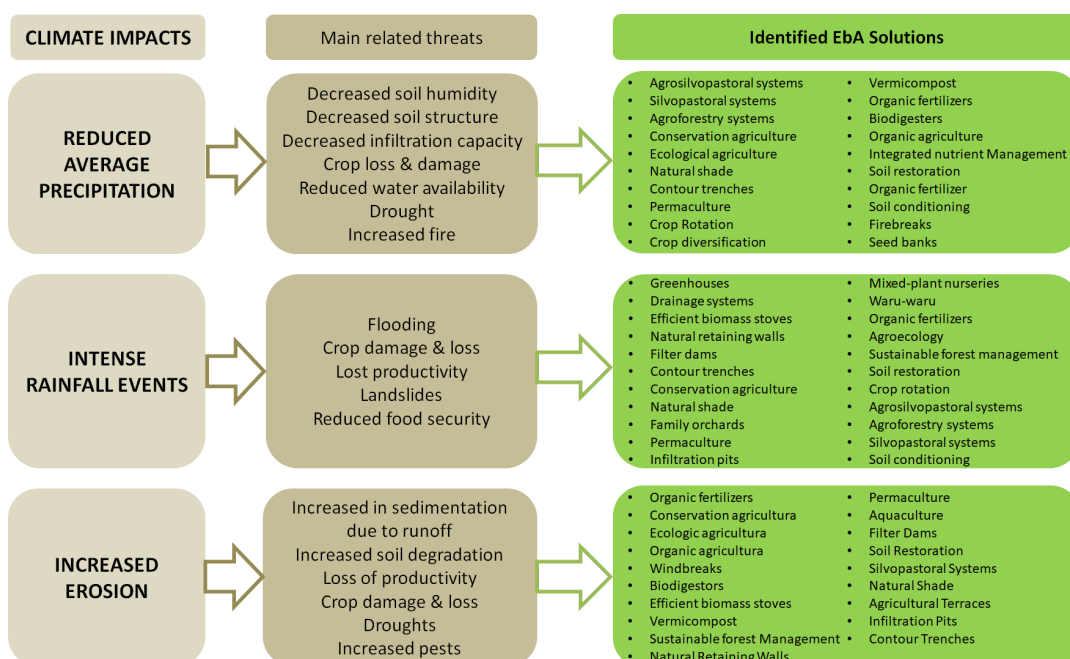 CLIMATE IMPACTS
Main related threats
Identified EbA Solutions
REDUCED
AVERAGE
PRECIPITATION
Decreased soil humidity
Decreased soil structure
Decreased infiltration capacity
Crop loss & damage
Reduced water availability
Drought
Increased fire
• Agrosilvopastoral systems
• Silvopastoral systems
• Agroforestry systems
• Conservation agriculture
• Ecological agriculture
• Natural shade
• Contour trenches
• Permaculture
• Crop Rotation
• Crop diversification
• Vermicompost
• Organic fertilizers
• Biodigesters
• Organic agriculture
• Integrated nutrient Management
• Soil restoration
• Organic fertilizer
• Soil conditioning
• Firebreaks
• Seed banks
INTENSE
RAINFALL EVENTS
Flooding
Crop damage & loss
Lost productivity
Landslides
Reduced food security
• Greenhouses
• Drainage systems
• Efficient biomass stoves
• Natural retaining walls
• Filter dams
• Contour trenches
• Conservation agriculture
• Natural shade
• Family orchards
• Permaculture
• Infiltration pits
• Mixed-plant nurseries
• Waru-waru
• Organic fertilizers
• Agroecology
• Sustainable forest management
• Soil restoration
• Crop rotation
• Agrosilvopastoral systems
• Agroforestry systems
• Silvopastoral systems
• Soil conditioning
INCREASED
EROSION
Increased in sedimentation
due to runoff
Increased soil degradation
Loss of productivity
Crop damage & loss
Droughts
Increased pests
• Organic fertilizers
• Conservation agricultura
• Ecologic agricultura
• Organic agricultura
• Windbreaks
• Biodigestors
• Efficient biomass stoves
• Vermicompost
• Sustainable forest Management
• Natural Retaining Walls
• Permaculture
• Aquaculture
• Filter Dams
• Soil Restoration
• Silvopastoral Systems
• Natural Shade
• Agricultural Terraces
• Infiltration Pits
• Contour Trenches